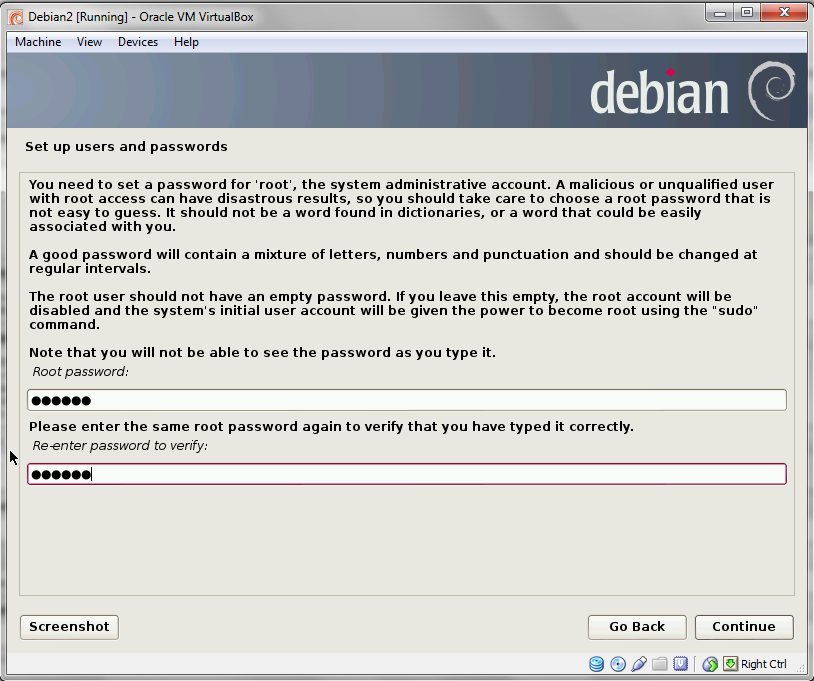 Debian2 [Running] - Oracle VM VirtualBox
Machine View Devices Help
debian
Set up users and passwords
You need to set a password for 'root', the system administrative account. A malicious or unqualified user
with root access can have disastrous results, so you should take care to choose a root password that is
not easy to guess. It should not be a word found in dictionaries, or a word that could be easily
associated with you.
A good password will contain a mixture of letters, numbers and punctuation and should be changed at
regular intervals.
The root user should not have an empty password. If you leave this empty, the root account will be
disabled and the system's initial user account will be given the power to become root using the "sudo"
command.
Note that you will not be able to see the password as you type it.
Root password:
●●●●●●
Please enter the same root password again to verify that you have typed it correctly.
Re-enter password to verify:
●●●●●●
Screenshot Go Back Continue
Right Ctrl